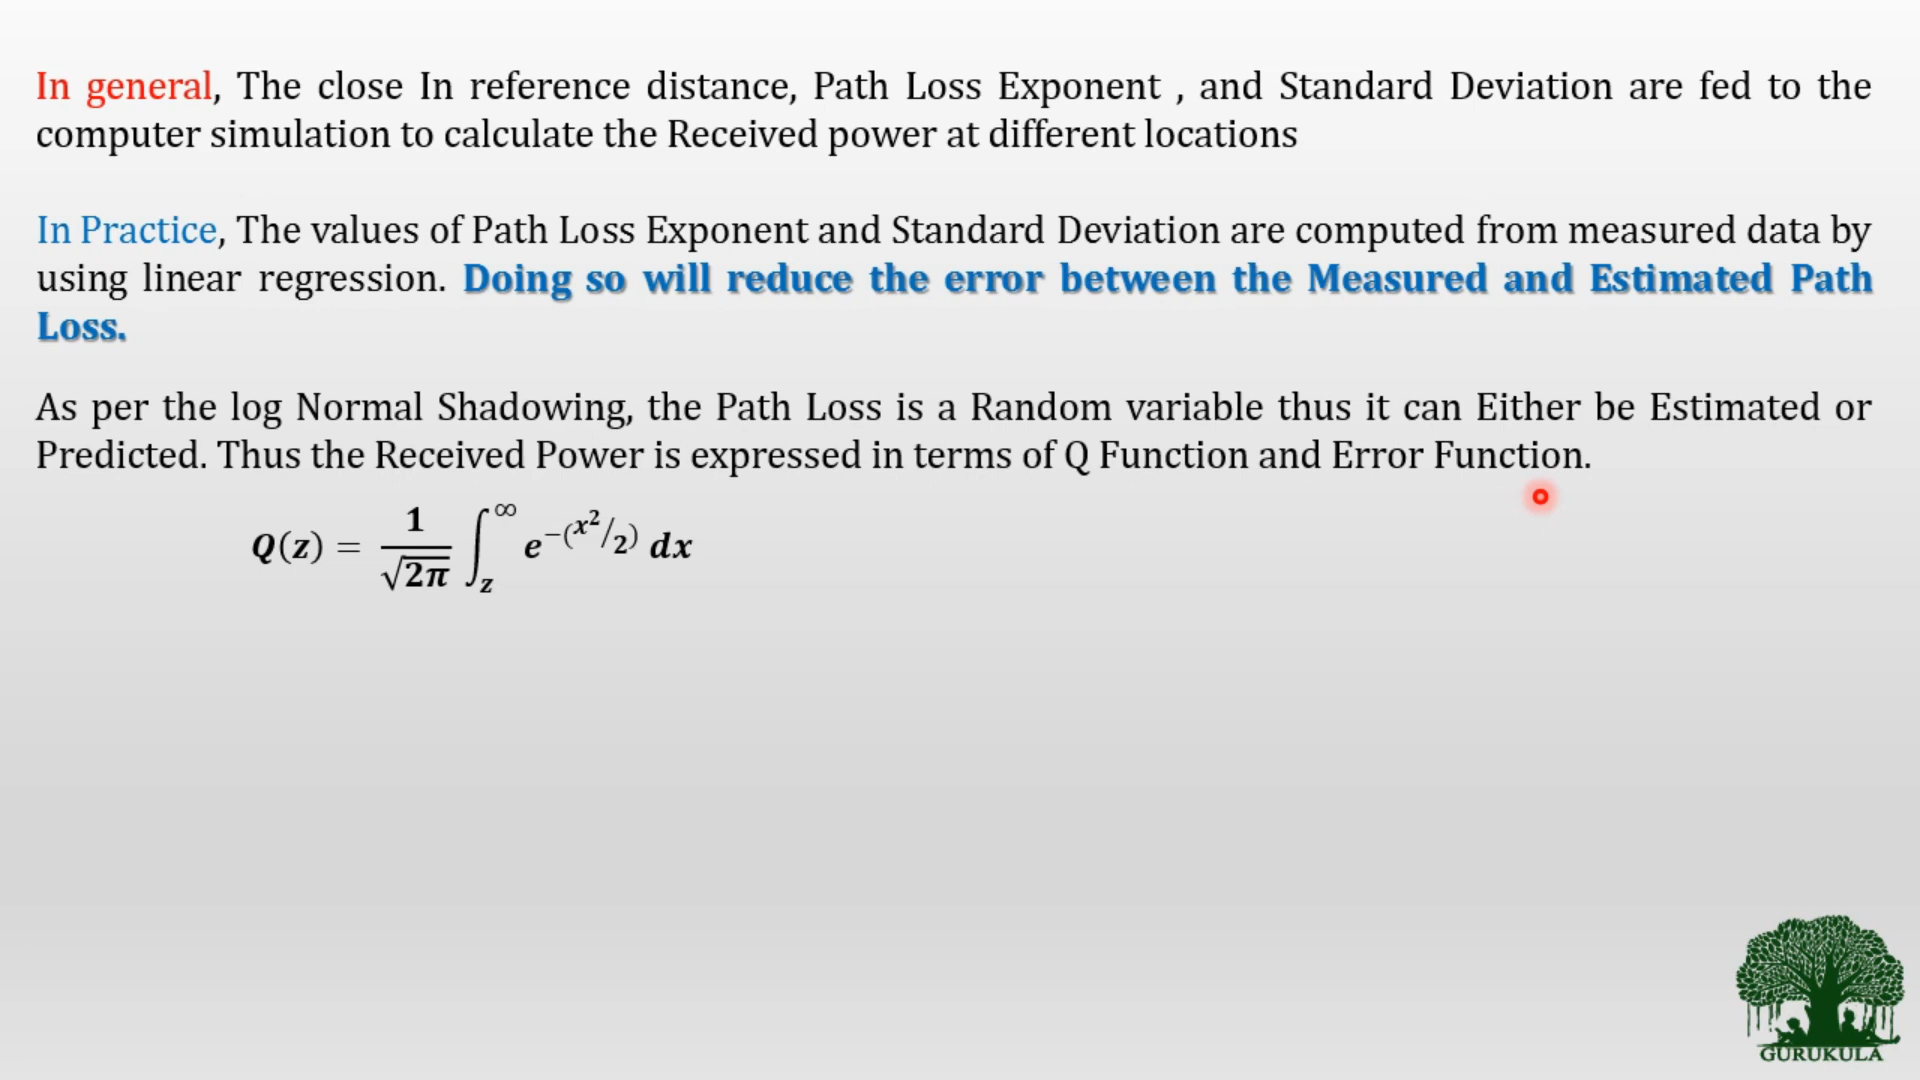 In general, The close In reference distance, Path Loss Exponent , and Standard Deviation are fed to the
computer simulation to calculate the Received power at different locations
In Practice, The values of Path Loss Exponent and Standard Deviation are computed from measured data by
using linear regression. Doing so will reduce the error between the Measured and Estimated Path
Loss.
As per the log Normal Shadowing, the Path Loss is a Random variable thus it can Either be Estimated or
Predicted. Thus the Received Power is expressed in terms of Q Function and Error Function.
Q(z) = 1/√2π ∫_z^∞ e^−(x²/2) dx
GURUKULA